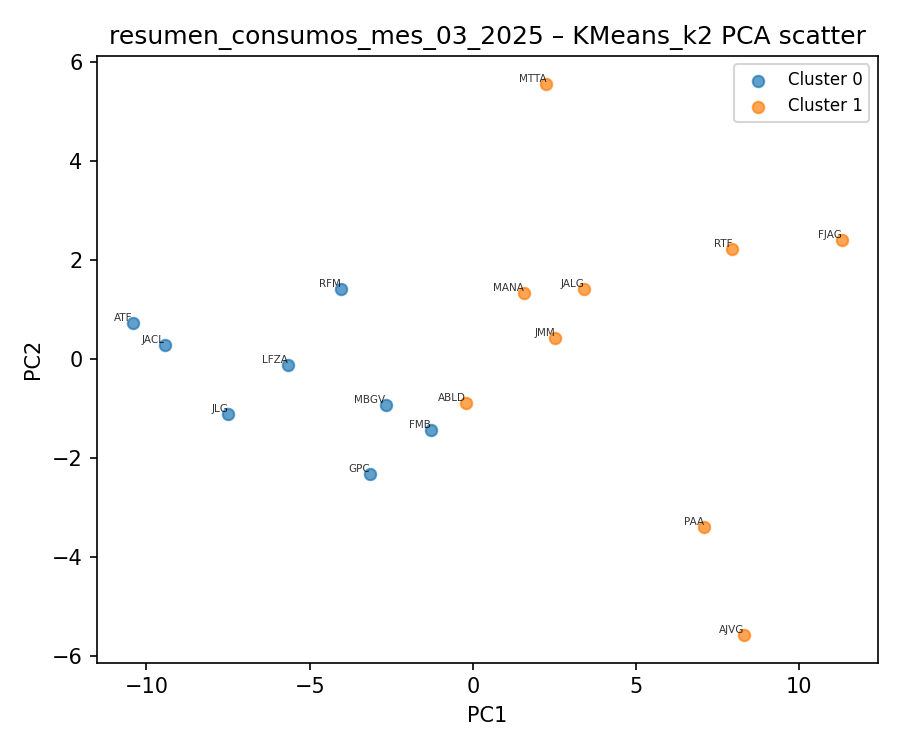 resumen_consumos_mes_03_2025 – KMeans_k2 PCA scatter
Cluster 0
Cluster 1
6
4
2
0
−2
−4
−6
PC2
MTTA
RTF
FJAG
RFM
MANA
JALG
ATF
JACL
JMM
LFZA
JLG
MBGV
ABLD
FMB
GPC
PAA
AJVG
−10
−5
0
5
10
PC1